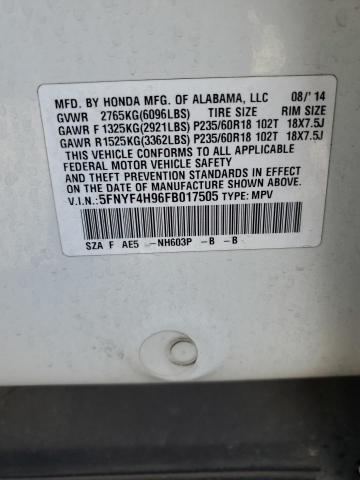 MFD. BY HONDA MFG. OF ALABAMA, LLC 08/'14
GVWR 2765KG(6096LBS) TIRE SIZE RIM SIZE
GAWR F 1325KG(2921LBS) P235/60R18 102T 18X7.5J
GAWR R 1525KG(3362LBS) P235/60R18 102T 18X7.5J
THIS VEHICLE CONFORMS TO ALL APPLICABLE
FEDERAL MOTOR VEHICLE SAFETY
AND THEFT PREVENTION STANDARDS IN EFFECT
ON THE DATE OF MANUFACTURE SHOWN ABOVE.
V.I.N.: 5FNYF4H96FB017505 TYPE: MPV
SZA F AE5 -NH603P -B -B